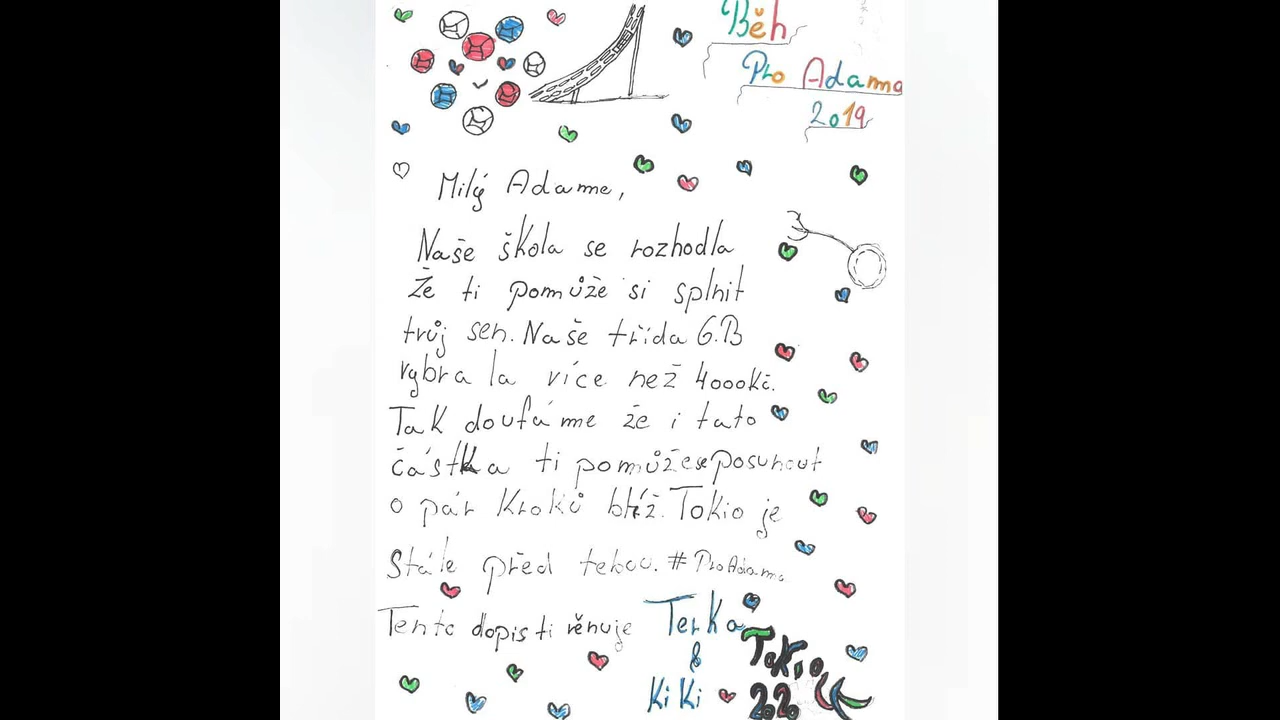 Běh
Pro Adama
2019
Milý Adame,
Naše škola se rozhodla
Že ti pomůže si splnit
tvůj sen. Naše třída 6.B
vybrala více než 4000Kč.
Tak doufáme že i tato
částka ti pomůže se posunout
o pár kroků blíž. Tokio je
stále před tebou. #ProAdama
Tento dopis ti věnuje Terka
&
KiKi
Tokio
2020